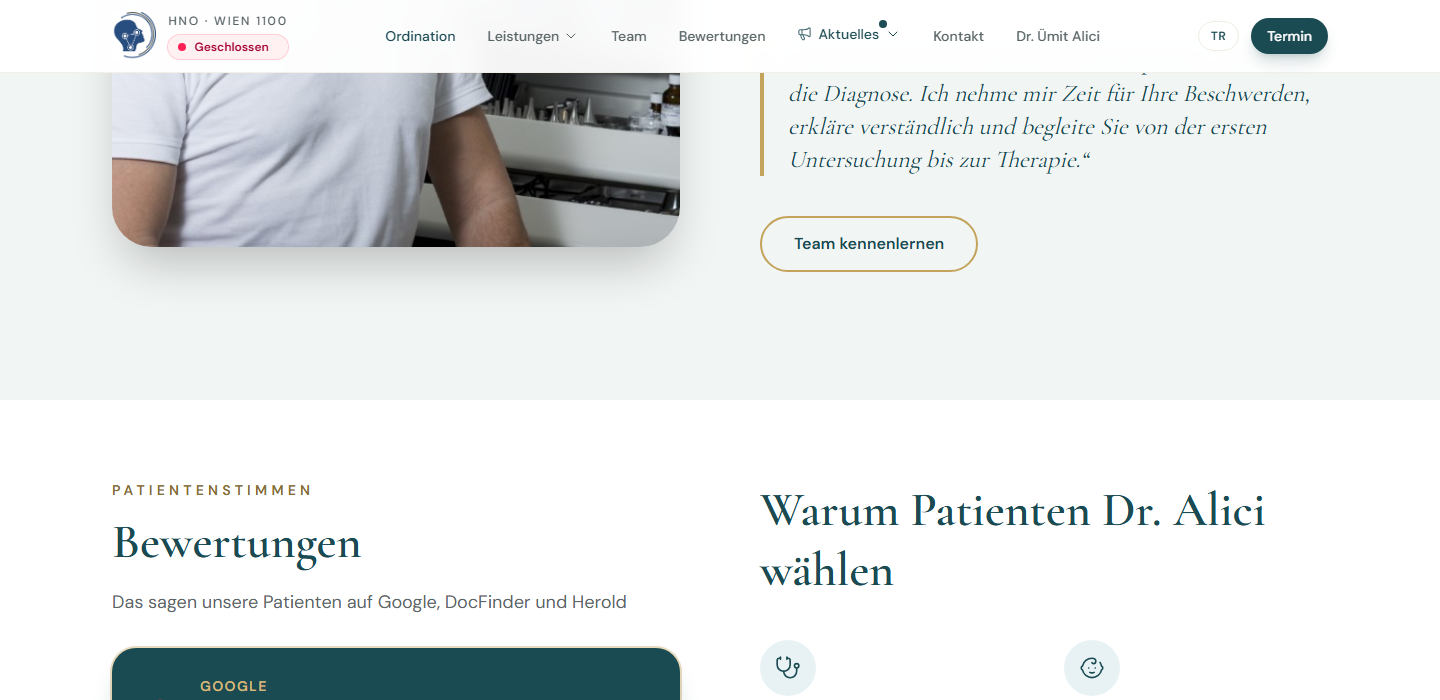 HNO · WIEN 1100
Geschlossen
Ordination
Leistungen
Team
Bewertungen
Aktuelles
Kontakt
Dr. Ümit Alici
TR
Termin
die Diagnose. Ich nehme mir Zeit für Ihre Beschwerden,
erkläre verständlich und begleite Sie von der ersten
Untersuchung bis zur Therapie.“
Team kennenlernen
PATIENTENSTIMMEN
Bewertungen
Das sagen unsere Patienten auf Google, DocFinder und Herold
GOOGLE
Warum Patienten Dr. Alici
wählen